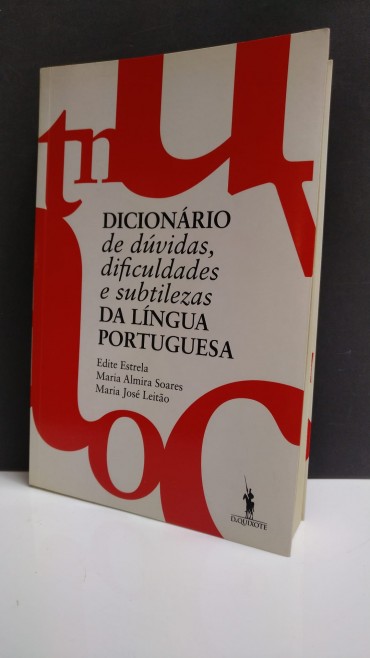 DICIONÁRIO
de dúvidas,
dificuldades
e subtilezas
DA LÍNGUA
PORTUGUESA
Edite Estrela
Maria Almira Soares
Maria José Leitão
D.QUIXOTE